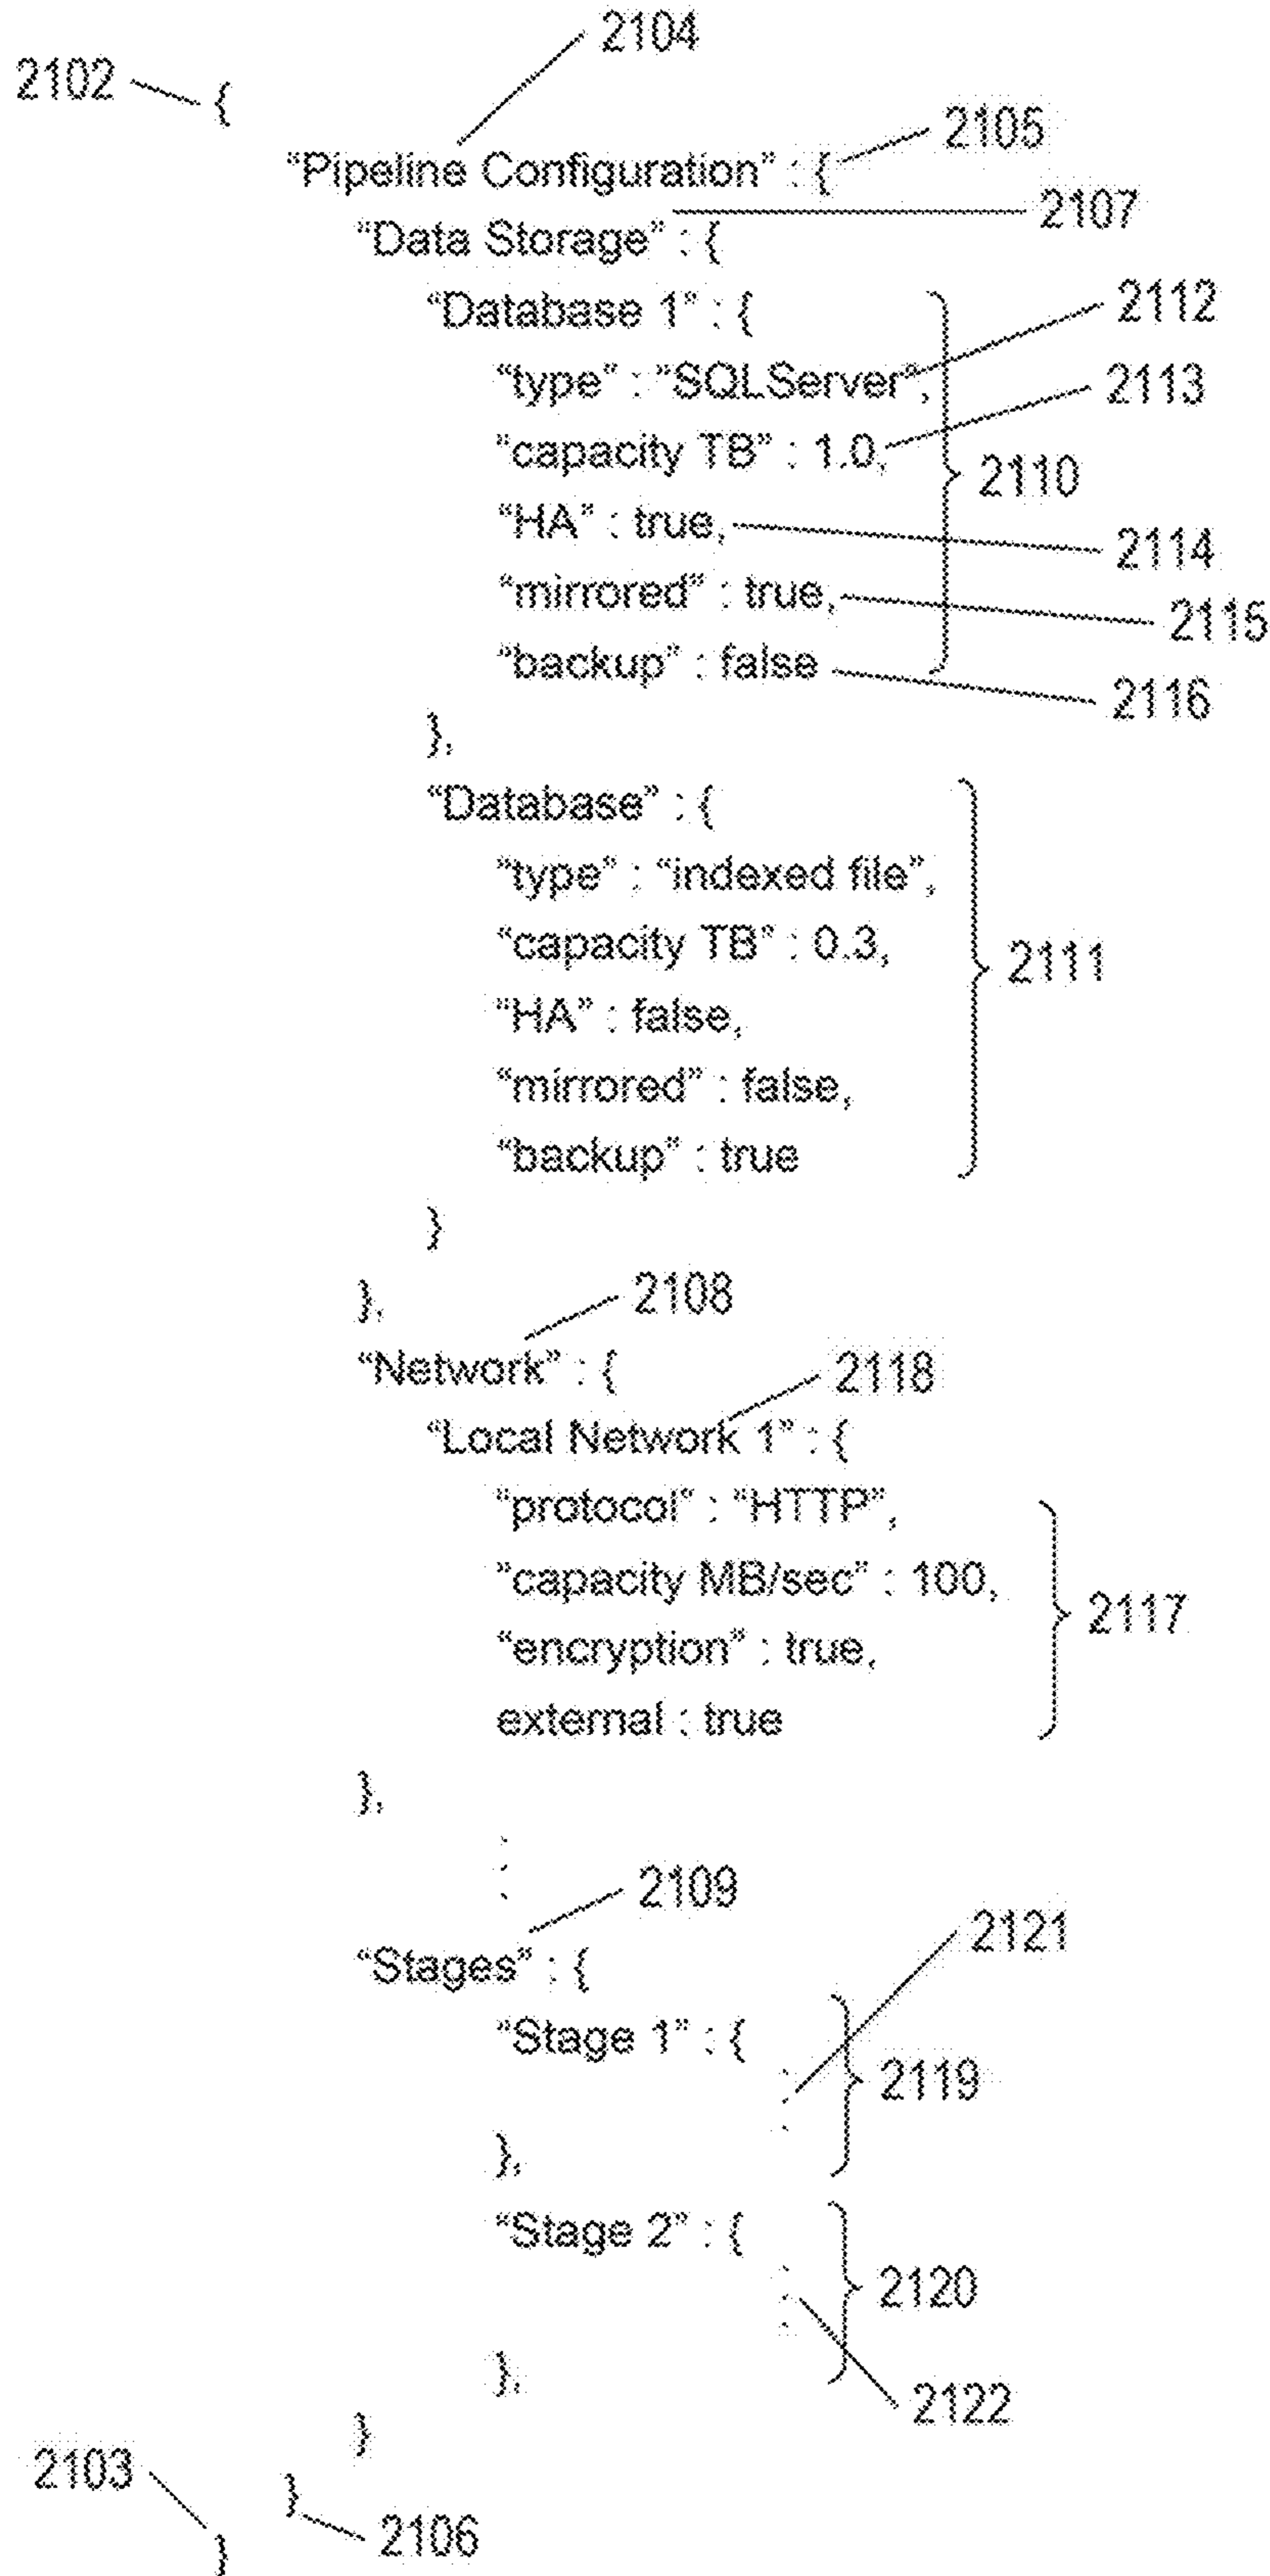 2104
2102 {
"Pipeline Configuration" : { 2105
2107
"Data Storage" : {
"Database 1" : { 2112
"type" : "SQLServer",
"capacity TB" : 1.0, 2113
2110
"HA" : true, 2114
"mirrored" : true, 2115
"backup" : false 2116
},
"Database" : {
"type" : "indexed file",
"capacity TB" : 0.3, 2111
"HA" : false,
"mirrored" : false,
"backup" : true
}
}, 2108
"Network" : { 2118
"Local Network 1" : {
"protocol" : "HTTP",
"capacity MB/sec" : 100, 2117
"encryption" : true,
external : true
},
2109
2121
"Stages" : {
"Stage 1" : {
2119
},
"Stage 2" : {
2120
}, 2122
}
2103 } 2106
}